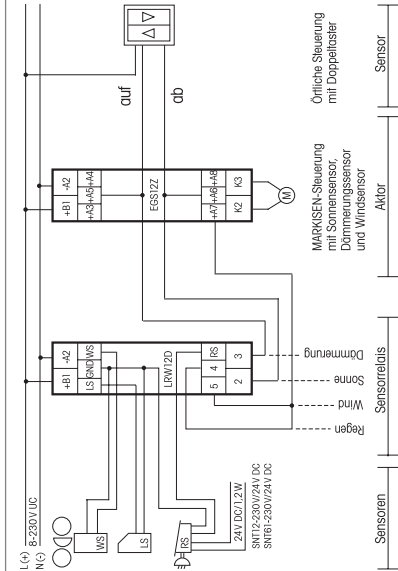 L (+) 8-230 V UC
N (-)
auf
ab
Örtliche Steuerung
mit Doppeltaster
Sensor
+B1
-A2
+A3
+A5
+A4
EGS12Z
+A7
+A6
+A8
K2
K3
M
MARKISEN-Steuerung
mit Sonnensensor,
Dämmerungssensor
und Windsensor
Aktor
+B1
-A2
LS
GND
WS
LRW12D
5
4
RS
2
3
Dämmerung
Sonne
Wind
Regen
Sensorrelais
WS
LS
RS
24V DC/1,2W
SNT12-230V/24V DC
SNT61-230V/24V DC
Sensoren